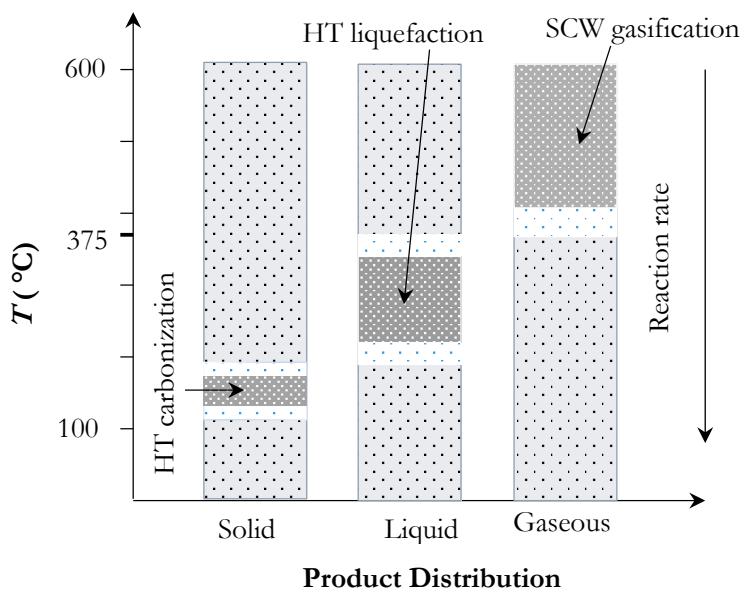 HT liquefaction
SCW gasification
600
375
100
T ( °C)
HT carbonization
Reaction rate
Solid
Liquid
Gaseous
Product Distribution